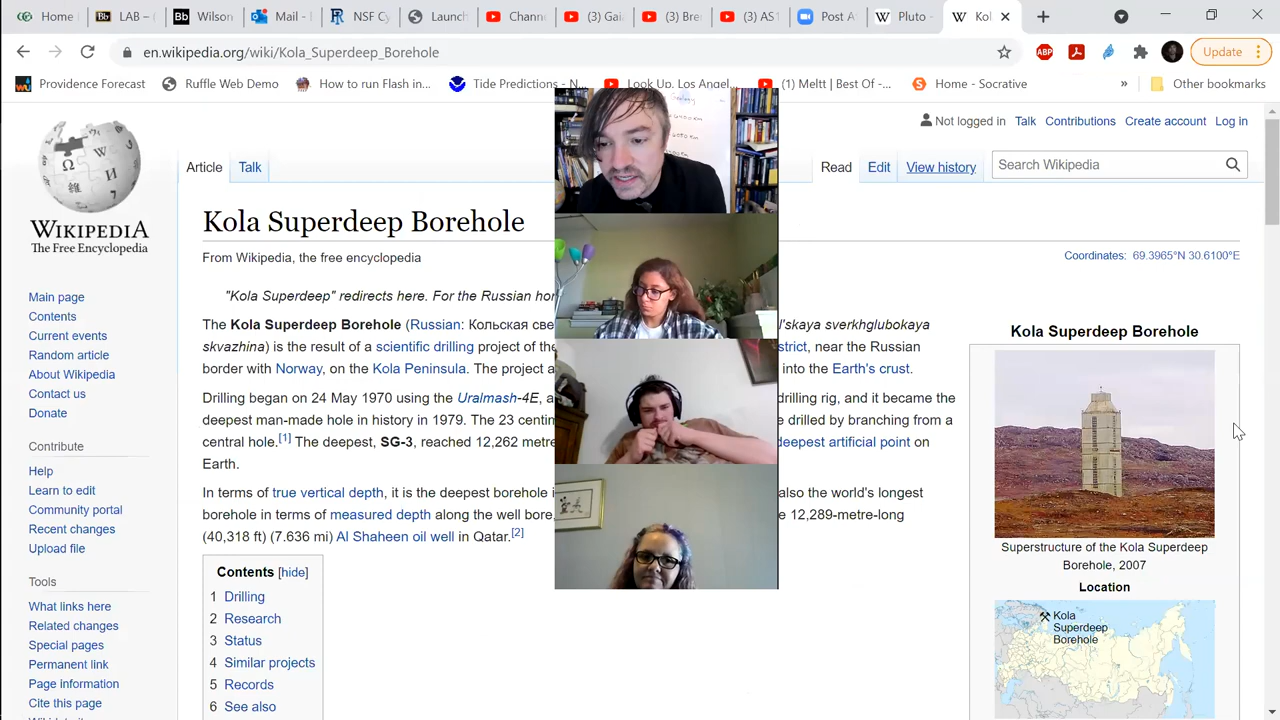 Home
LAB –
Wilson
Mail -
NSF Cy
Launch
Chann
(3) Gai
(3) Bre
(3) AS1
Post A
Pluto -
Kol
en.wikipedia.org/wiki/Kola_Superdeep_Borehole
Update
Providence Forecast
Ruffle Web Demo
How to run Flash in...
Tide Predictions - N...
Look Up, Los Angel...
(1) Meltt | Best Of -...
Home - Socrative
»
Other bookmarks
Not logged in Talk Contributions Create account Log in
Article Talk
Read Edit View history
Search Wikipedia
WIKIPEDIA
The Free Encyclopedia
Main page
Contents
Current events
Random article
About Wikipedia
Contact us
Donate
Contribute
Help
Learn to edit
Community portal
Recent changes
Upload file
Tools
What links here
Related changes
Special pages
Permanent link
Page information
Cite this page
Kola Superdeep Borehole
From Wikipedia, the free encyclopedia
Coordinates: 69.3965°N 30.6100°E
"Kola Superdeep" redirects here. For the Russian hor
The Kola Superdeep Borehole (Russian: Кольская све l'skaya sverkhglubokaya
skvazhina) is the result of a scientific drilling project of the strict, near the Russian
border with Norway, on the Kola Peninsula. The project a into the Earth's crust.
Drilling began on 24 May 1970 using the Uralmash-4E, a drilling rig, and it became the
deepest man-made hole in history in 1979. The 23 centin e drilled by branching from a
central hole.[1] The deepest, SG-3, reached 12,262 metre deepest artificial point on
Earth.
In terms of true vertical depth, it is the deepest borehole i also the world's longest
borehole in terms of measured depth along the well bore. e 12,289-metre-long
(40,318 ft) (7.636 mi) Al Shaheen oil well in Qatar.[2]
Contents [hide]
1 Drilling
2 Research
3 Status
4 Similar projects
5 Records
6 See also
Kola Superdeep Borehole
Superstructure of the Kola Superdeep
Borehole, 2007
Location
Kola
Superdeep
Borehole